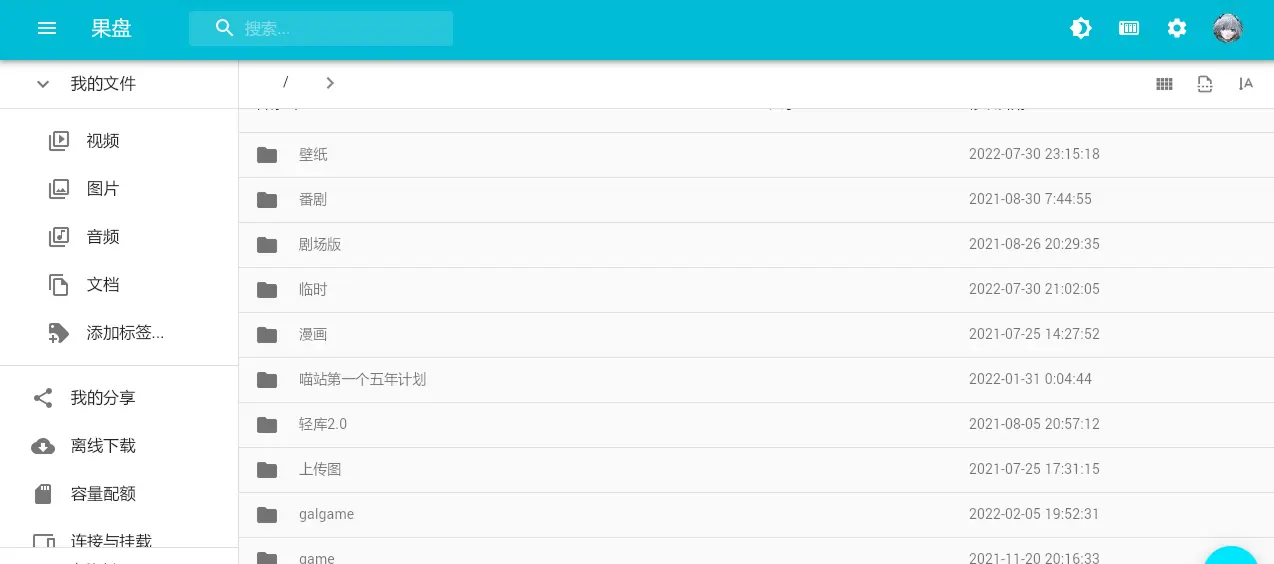 果盘
搜索...
我的文件
/
视频
图片
音频
文档
添加标签...
我的分享
离线下载
容量配额
连接与挂载
壁纸 2022-07-30 23:15:18
番剧 2021-08-30 7:44:55
剧场版 2021-08-26 20:29:35
临时 2022-07-30 21:02:05
漫画 2021-07-25 14:27:52
喵站第一个五年计划 2022-01-31 0:04:44
轻库2.0 2021-08-05 20:57:12
上传图 2021-07-25 17:31:15
galgame 2022-02-05 19:52:31
game 2021-11-20 20:16:33